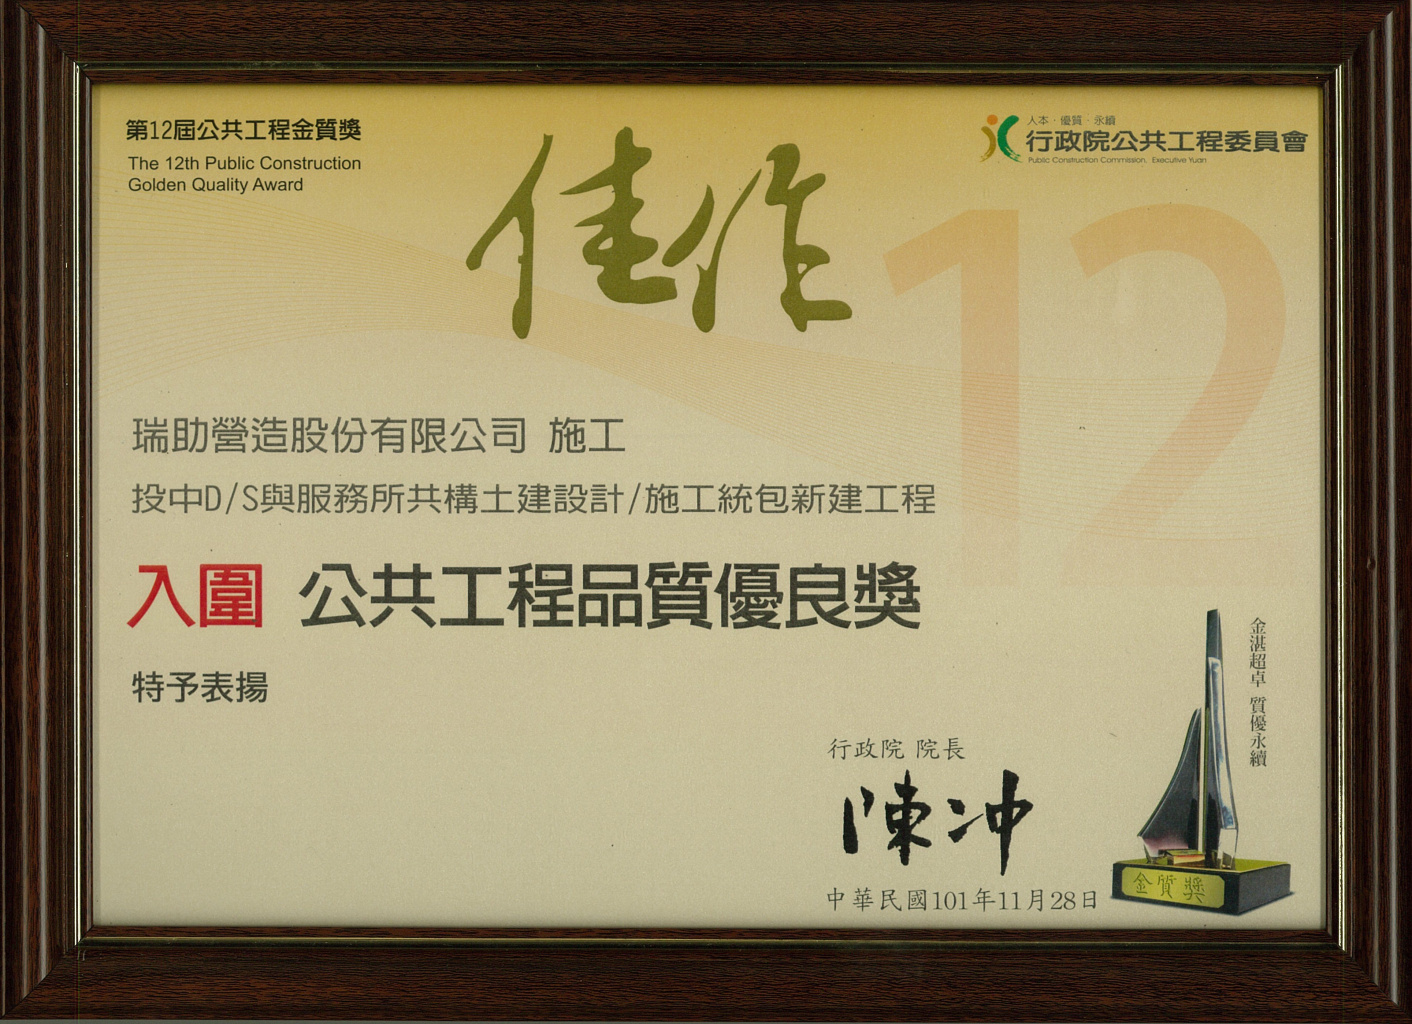 第12屆公共工程金質獎
The 12th Public Construction
Golden Quality Award
佳作
人本．優質．永續
行政院公共工程委員會
Public Construction Commission, Executive Yuan
12
瑞助營造股份有限公司 施工
投中D/S與服務所共構土建設計/施工統包新建工程
入圍 公共工程品質優良獎
特予表揚
金湛超卓 質優永續
行政院 院長
陳冲
中華民國101年11月28日
金質獎